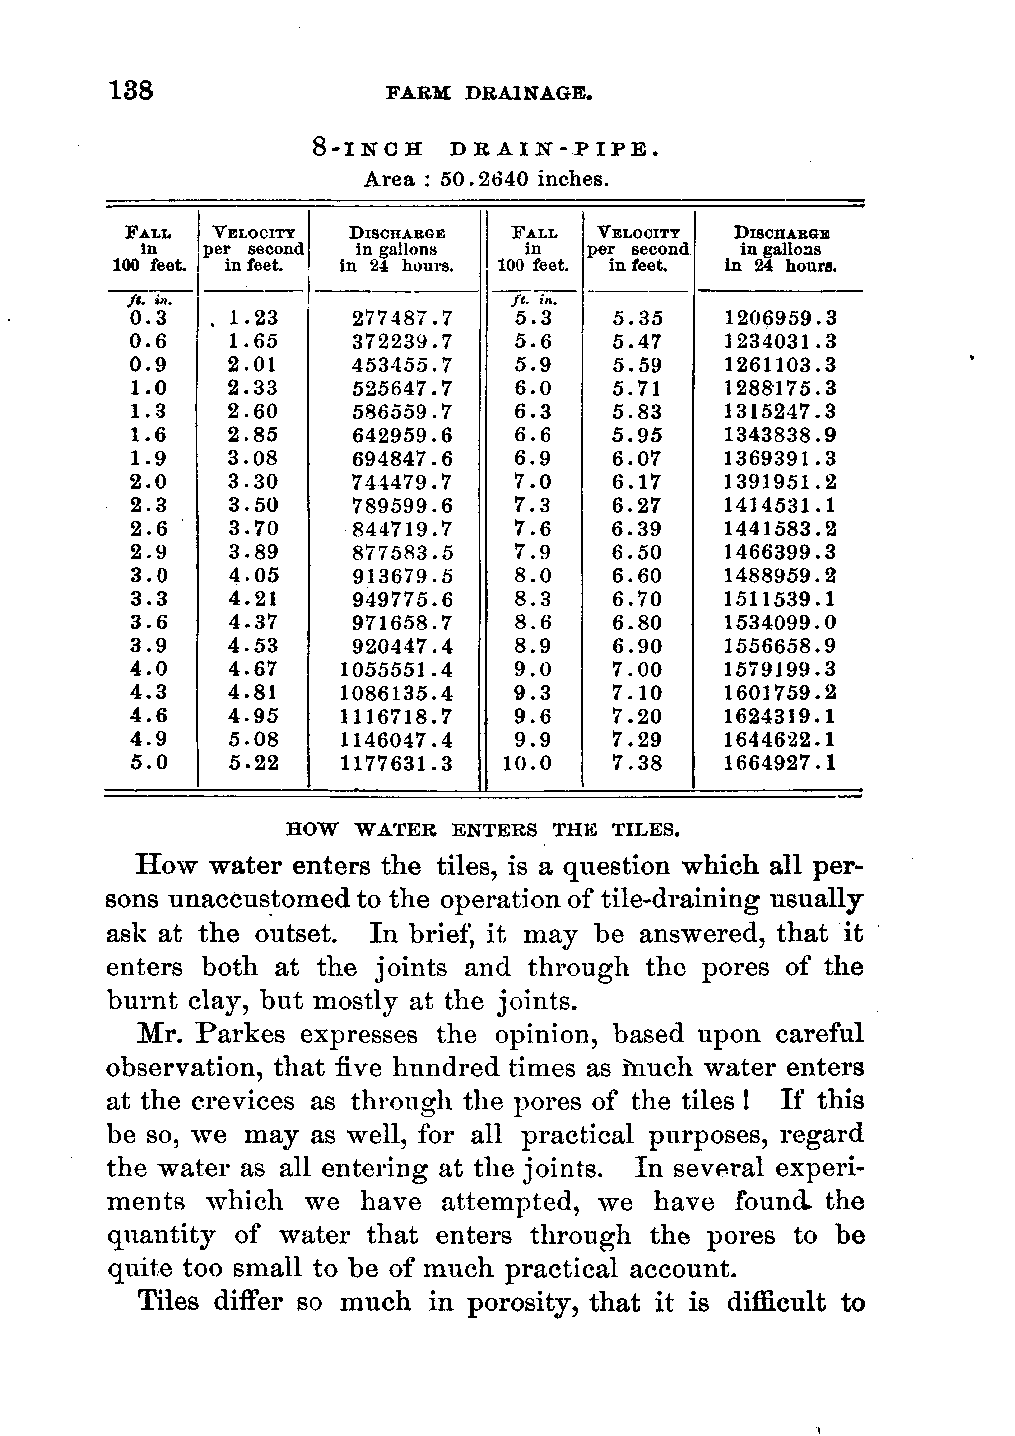 138 FARM DRAINAGE.
8-INCH DRAIN-PIPE.
Area : 50.2640 inches.
FALL VELOCITY DISCHARGE FALL VELOCITY DISCHARGE
in per second in gallons in per second in gallons
100 feet. in feet. in 24 hours. 100 feet. in feet. in 24 hours.
ft. in. ft. in.
0.3 1.23 277487.7 5.3 5.35 1206959.3
0.6 1.65 372239.7 5.6 5.47 1234031.3
0.9 2.01 453455.7 5.9 5.59 1261103.3
1.0 2.33 525647.7 6.0 5.71 1288175.3
1.3 2.60 586559.7 6.3 5.83 1315247.3
1.6 2.85 642959.6 6.6 5.95 1343838.9
1.9 3.08 694847.6 6.9 6.07 1369391.3
2.0 3.30 744479.7 7.0 6.17 1391951.2
2.3 3.50 789599.6 7.3 6.27 1414531.1
2.6 3.70 844719.7 7.6 6.39 1441583.2
2.9 3.89 877583.5 7.9 6.50 1466399.3
3.0 4.05 913679.5 8.0 6.60 1488959.2
3.3 4.21 949775.6 8.3 6.70 1511539.1
3.6 4.37 971658.7 8.6 6.80 1534099.0
3.9 4.53 920447.4 8.9 6.90 1556658.9
4.0 4.67 1055551.4 9.0 7.00 1579199.3
4.3 4.81 1086135.4 9.3 7.10 1601759.2
4.6 4.95 1116718.7 9.6 7.20 1624319.1
4.9 5.08 1146047.4 9.9 7.29 1644622.1
5.0 5.22 1177631.3 10.0 7.38 1664927.1
HOW WATER ENTERS THE TILES.
How water enters the tiles, is a question which all per-
sons unaccustomed to the operation of tile-draining usually
ask at the outset. In brief, it may be answered, that it
enters both at the joints and through the pores of the
burnt clay, but mostly at the joints.
Mr. Parkes expresses the opinion, based upon careful
observation, that five hundred times as much water enters
at the crevices as through the pores of the tiles! If this
be so, we may as well, for all practical purposes, regard
the water as all entering at the joints. In several experi-
ments which we have attempted, we have found the
quantity of water that enters through the pores to be
quite too small to be of much practical account.
Tiles differ so much in porosity, that it is difficult to